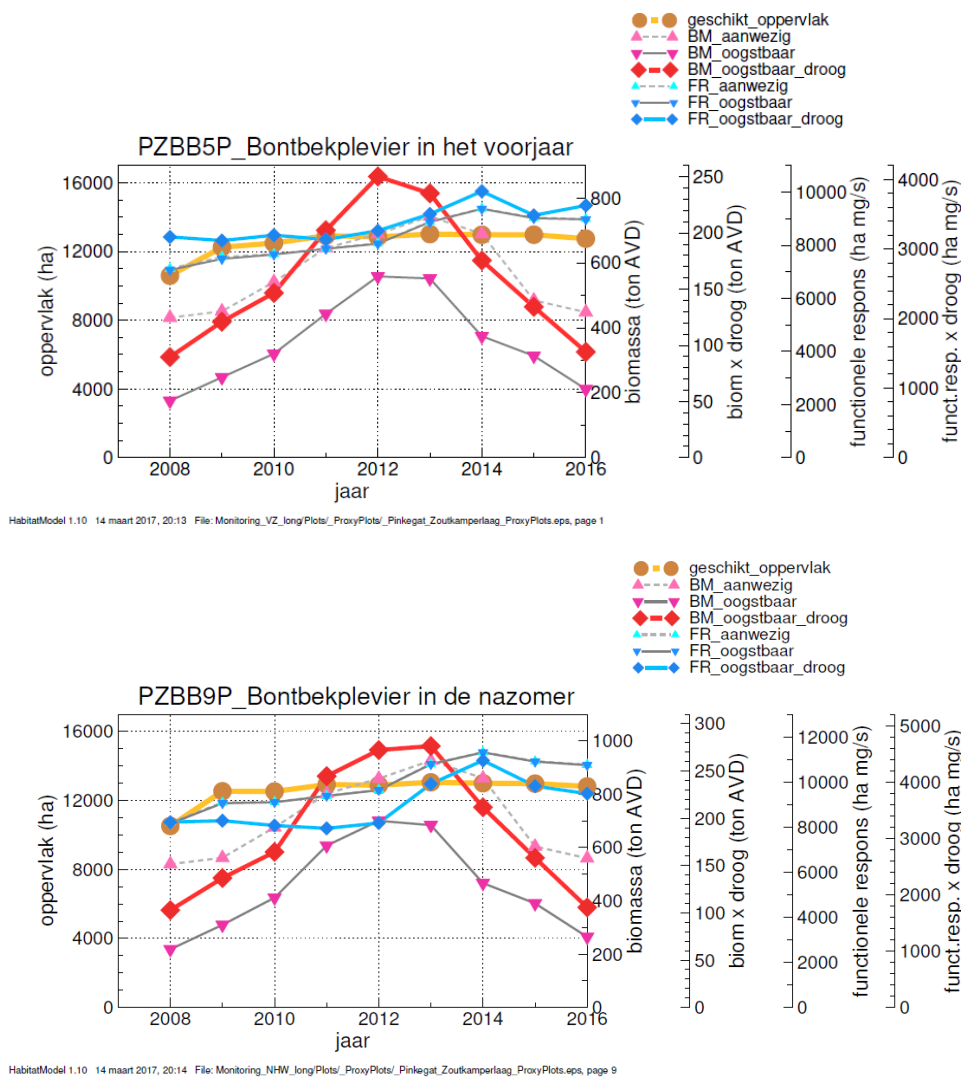 geschikt_oppervlak
BM_aanwezig
BM_oogstbaar
BM_oogstbaar_droog
FR_aanwezig
FR_oogstbaar
FR_oogstbaar_droog
PZBB5P_Bontbekplevier in het voorjaar
oppervlak (ha)
16000
12000
8000
4000
0
2008 2010 2012 2014 2016
jaar
biomassa (ton AVD)
800
600
400
200
0
biom x droog (ton AVD)
250
200
150
100
50
0
functionele respons (ha mg/s)
10000
8000
6000
4000
2000
0
funct.resp. x droog (ha mg/s)
4000
3000
2000
1000
0
HabitatModel 1.10 14 maart 2017, 20:13 File: Monitoring_VZ_long/Plots/_ProxyPlots/_Pinkegat_Zoutkamperlaag_ProxyPlots.eps, page 1
geschikt_oppervlak
BM_aanwezig
BM_oogstbaar
BM_oogstbaar_droog
FR_aanwezig
FR_oogstbaar
FR_oogstbaar_droog
PZBB9P_Bontbekplevier in de nazomer
oppervlak (ha)
16000
12000
8000
4000
0
2008 2010 2012 2014 2016
jaar
biomassa (ton AVD)
1000
800
600
400
200
0
biom x droog (ton AVD)
300
250
200
150
100
50
0
functionele respons (ha mg/s)
12000
10000
8000
6000
4000
2000
0
funct.resp. x droog (ha mg/s)
5000
4000
3000
2000
1000
0
HabitatModel 1.10 14 maart 2017, 20:14 File: Monitoring_NHW_long/Plots/_ProxyPlots/_Pinkegat_Zoutkamperlaag_ProxyPlots.eps, page 9